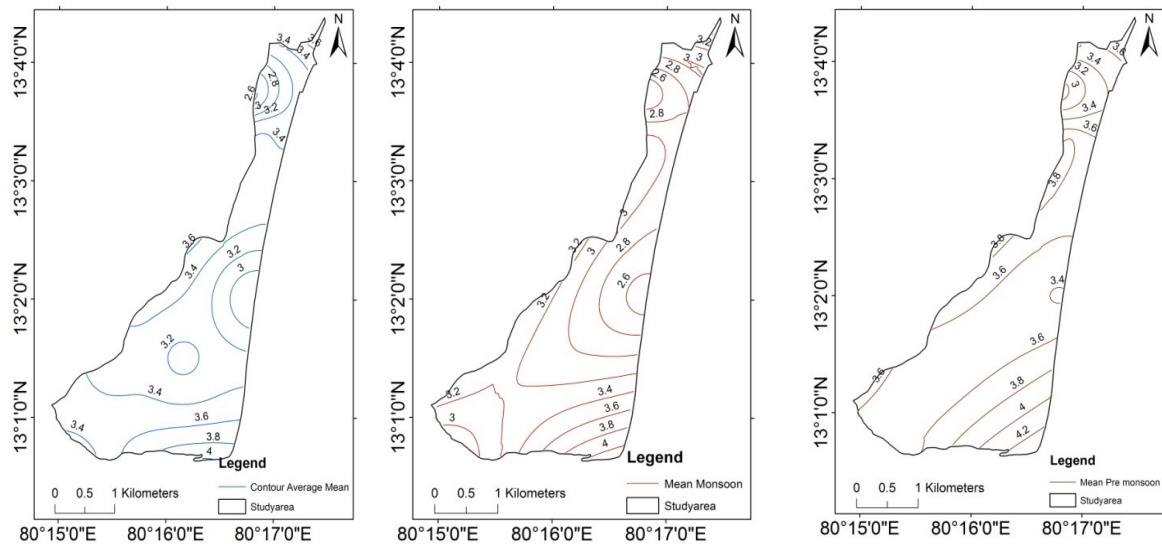 N
13°4'0"N
13°3'0"N
13°2'0"N
13°1'0"N
3.4
3.6
3.4
2.8
2.6
3
3.2
3.4
3.6
3.4
3.2
3
3.2
3.4
3.6
3.4
3.8
4
Legend
Contour Average Mean
Studyarea
0 0.5 1 Kilometers
80°15'0"E 80°16'0"E 80°17'0"E
N
13°4'0"N
13°3'0"N
13°2'0"N
13°1'0"N
3.2
3
3
2.8
2.6
2.8
3
3.2
3
2.8
2.6
3.2
3.2
3.4
3
3.6
3.8
4
Legend
Mean Monsoon
Studyarea
0 0.5 1 Kilometers
80°15'0"E 80°16'0"E 80°17'0"E
N
13°4'0"N
13°3'0"N
13°2'0"N
13°1'0"N
3.6
3.4
3.2
3
3.4
3.6
3.8
3.8
3.6
3.4
3.6
3.6
3.8
4
4.2
Legend
Mean Pre monsoon
Studyarea
0 0.5 1 Kilometers
80°15'0"E 80°16'0"E 80°17'0"E